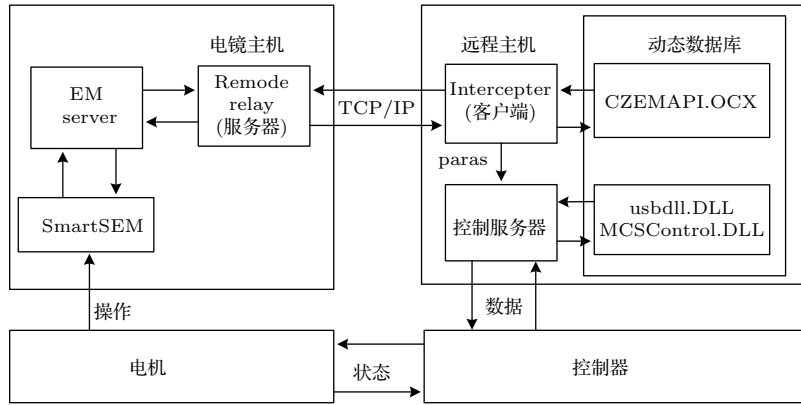 电镜主机
EM
server
Remode
relay
(服务器)
SmartSEM
TCP/IP
远程主机
Intercepter
(客户端)
paras
控制服务器
动态数据库
CZEMAPI.OCX
usbdll.DLL
MCSControl.DLL
操作
数据
电机
状态
控制器